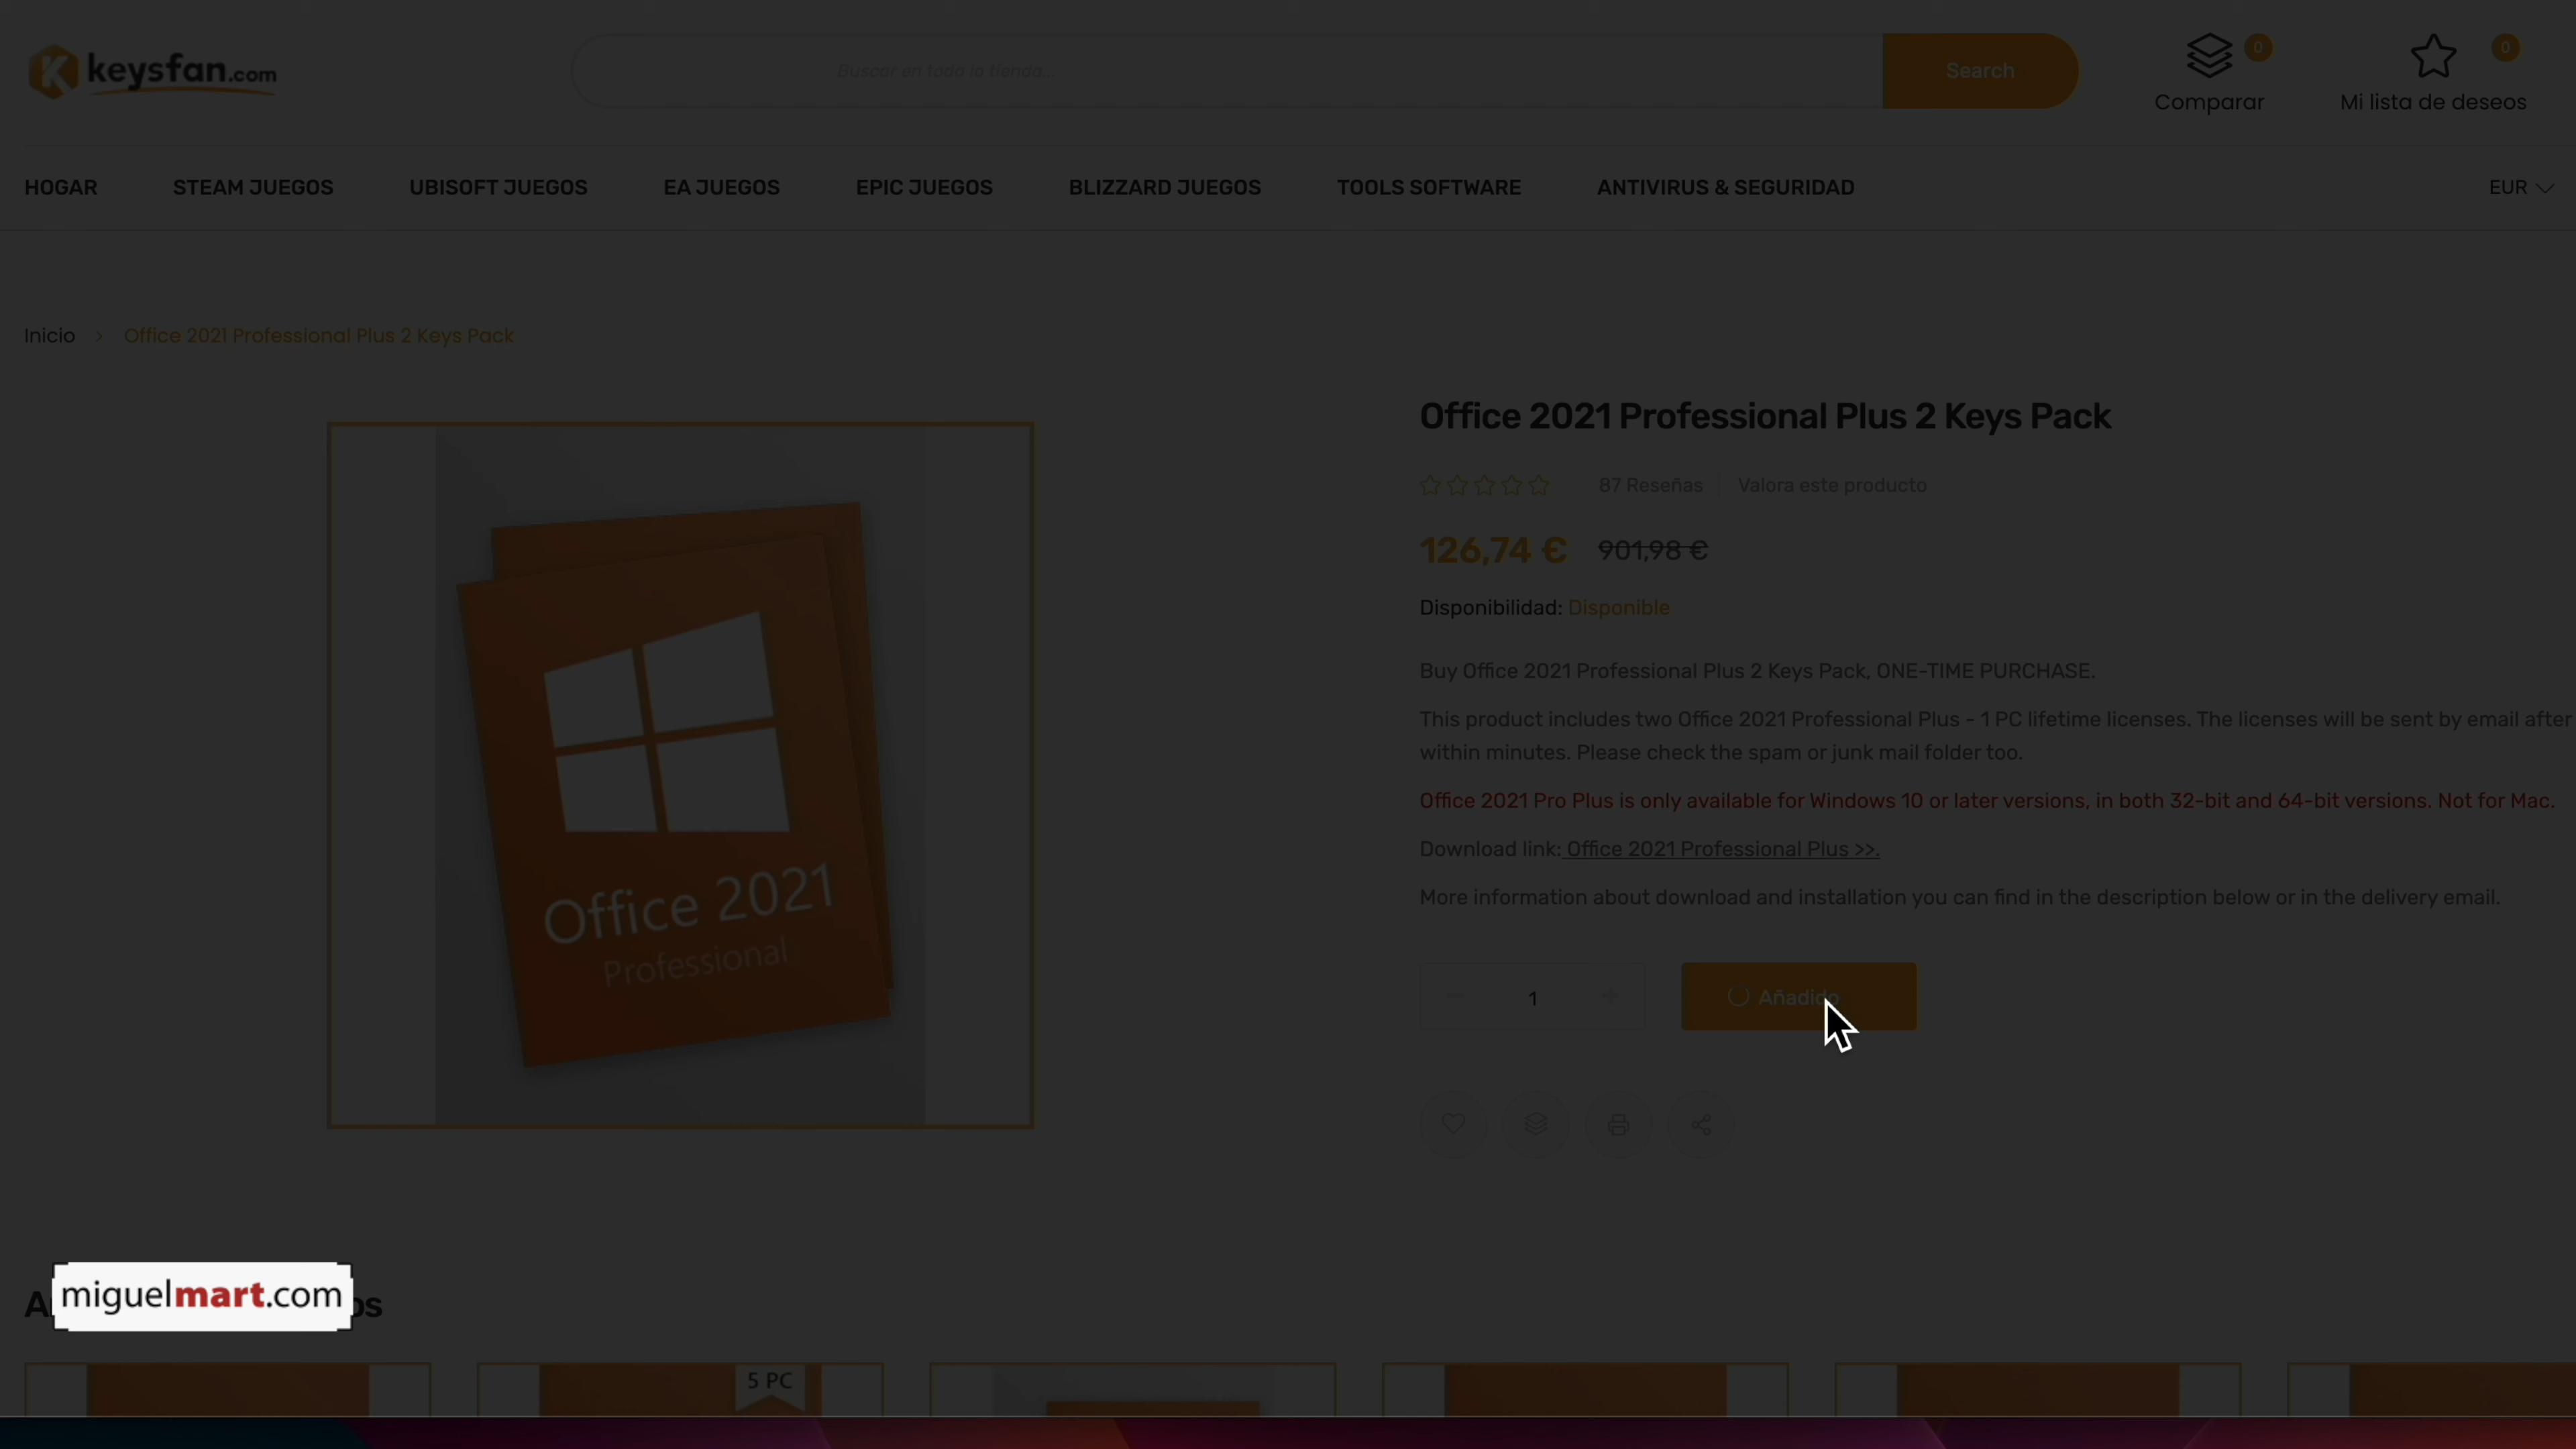 keysfan.com
Buscar en toda la tienda...
Search
0
Comparar
0
Mi lista de deseos
HOGAR
STEAM JUEGOS
UBISOFT JUEGOS
EA JUEGOS
EPIC JUEGOS
BLIZZARD JUEGOS
TOOLS SOFTWARE
ANTIVIRUS & SEGURIDAD
EUR
Inicio > Office 2021 Professional Plus 2 Keys Pack
Office 2021
Professional
Office 2021 Professional Plus 2 Keys Pack
87 Reseñas
Valora este producto
126,74 € 901,98 €
Disponibilidad: Disponible
Buy Office 2021 Professional Plus 2 Keys Pack, ONE-TIME PURCHASE.
This product includes two Office 2021 Professional Plus - 1 PC lifetime licenses. The licenses will be sent by email after
within minutes. Please check the spam or junk mail folder too.
Office 2021 Pro Plus is only available for Windows 10 or later versions, in both 32-bit and 64-bit versions. Not for Mac.
Download link: Office 2021 Professional Plus >>.
More information about download and installation you can find in the description below or in the delivery email.
1
Añadido
miguelmart.com
5 PC